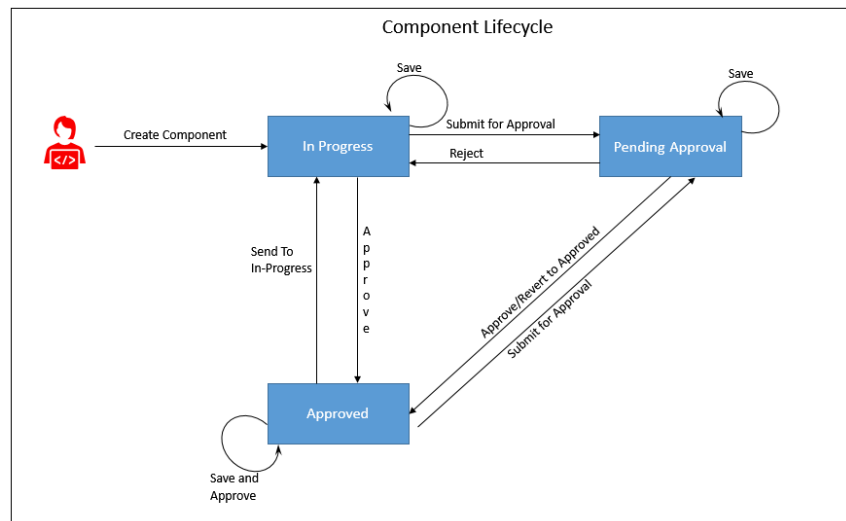 Component Lifecycle
Save
Save
Create Component
In Progress
Submit for Approval
Reject
Pending Approval
Send To
In-Progress
Approve
Approve/Revert to Approved
Submit for Approval
Approved
Save and
Approve